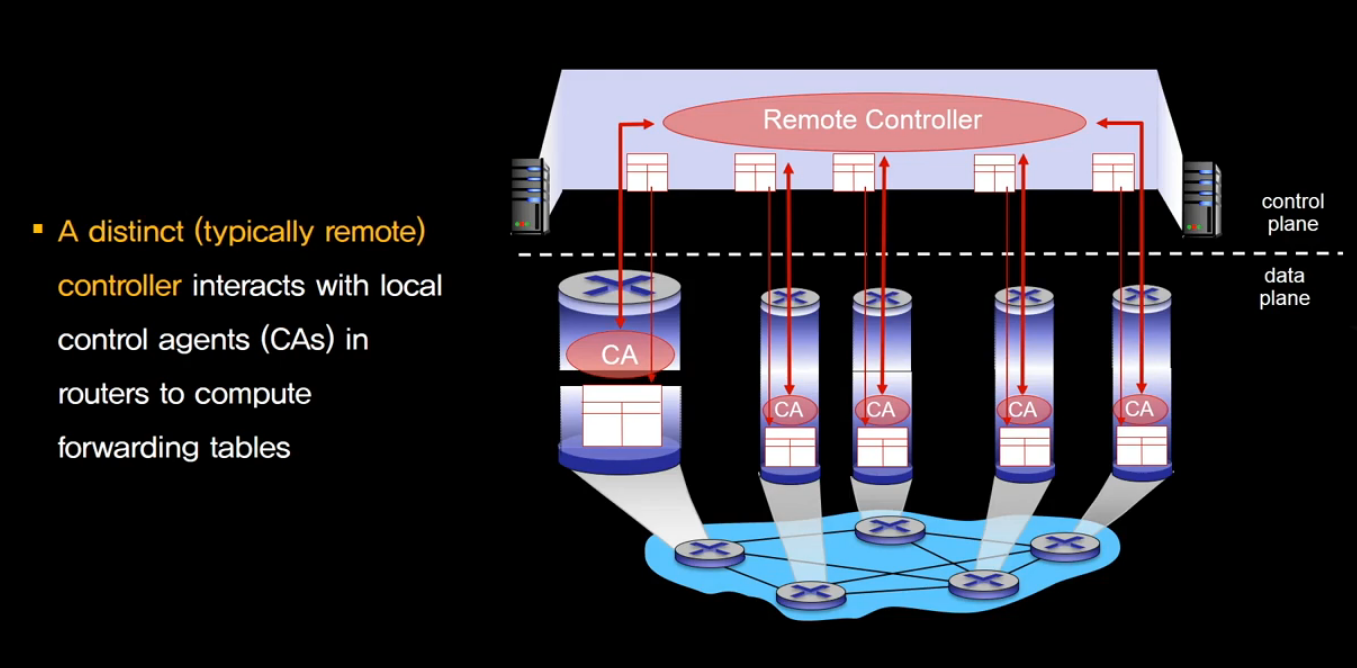 Remote Controller
control
plane
data
plane
▪ A distinct (typically remote)
controller interacts with local
control agents (CAs) in
routers to compute
forwarding tables
CA
CA
CA
CA
CA